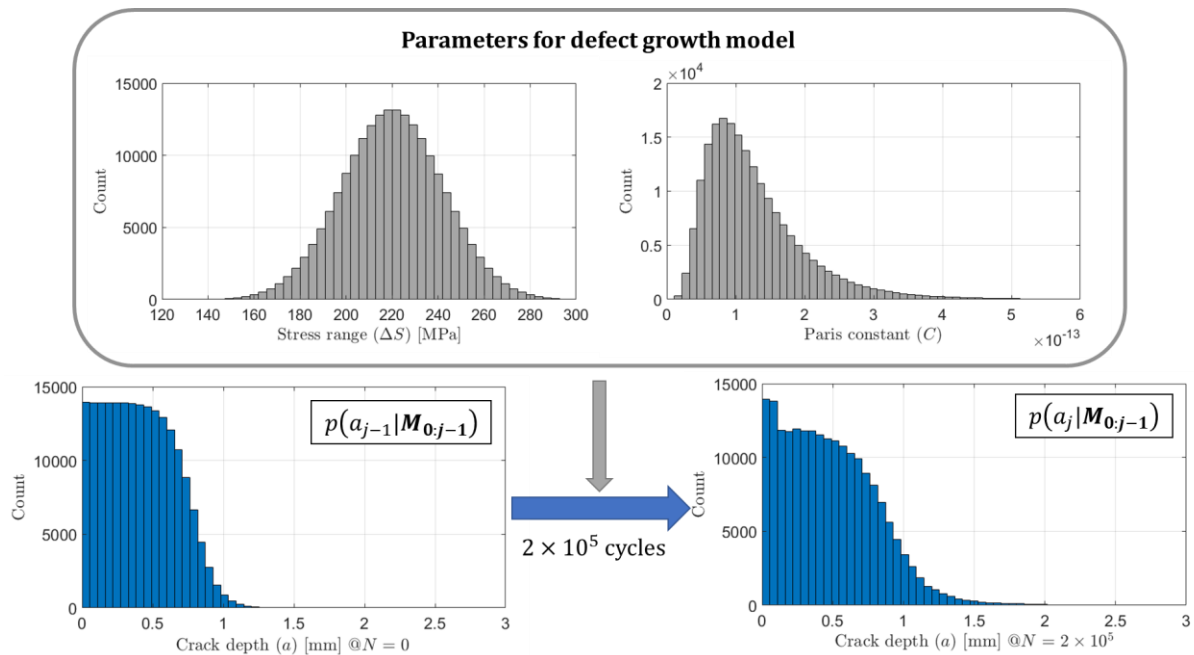 Parameters for defect growth model
15000
10000
5000
0
Count
120 140 160 180 200 220 240 260 280 300
Stress range (ΔS) [MPa]
×10⁴
2
1.5
1
0.5
0
Count
0 1 2 3 4 5 6
Paris constant (C)
×10⁻¹³
15000
10000
5000
0
Count
p(aⱼ₋₁|M₀:ⱼ₋₁)
0 0.5 1 1.5 2 2.5 3
Crack depth (a) [mm] @N = 0
2 × 10⁵ cycles
15000
10000
5000
0
Count
p(aⱼ|M₀:ⱼ₋₁)
0 0.5 1 1.5 2 2.5 3
Crack depth (a) [mm] @N = 2 × 10⁵